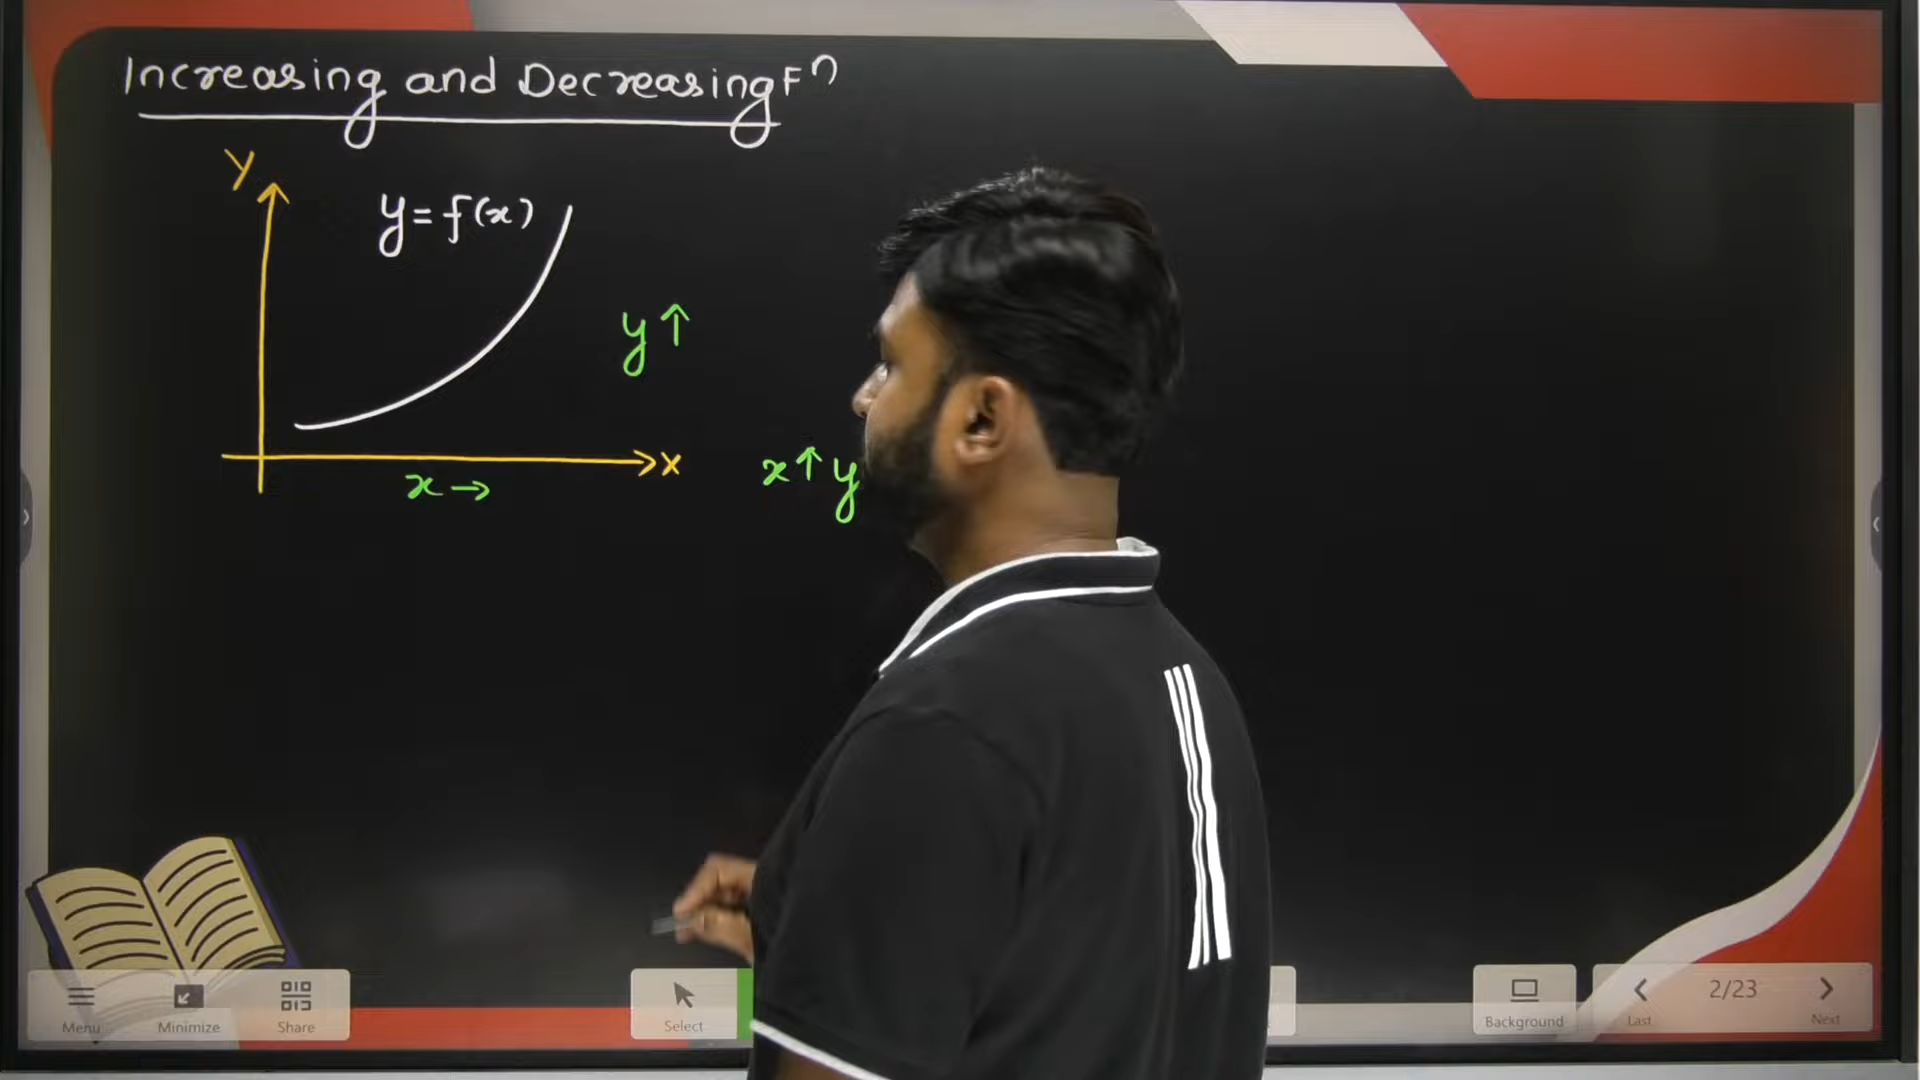 Increasing and Decreasing Fⁿ
Y
y = f(x)
y ↑
X
x →
x ↑ y
Menu
Minimize
Share
Select
Background
2/23
Last
Next